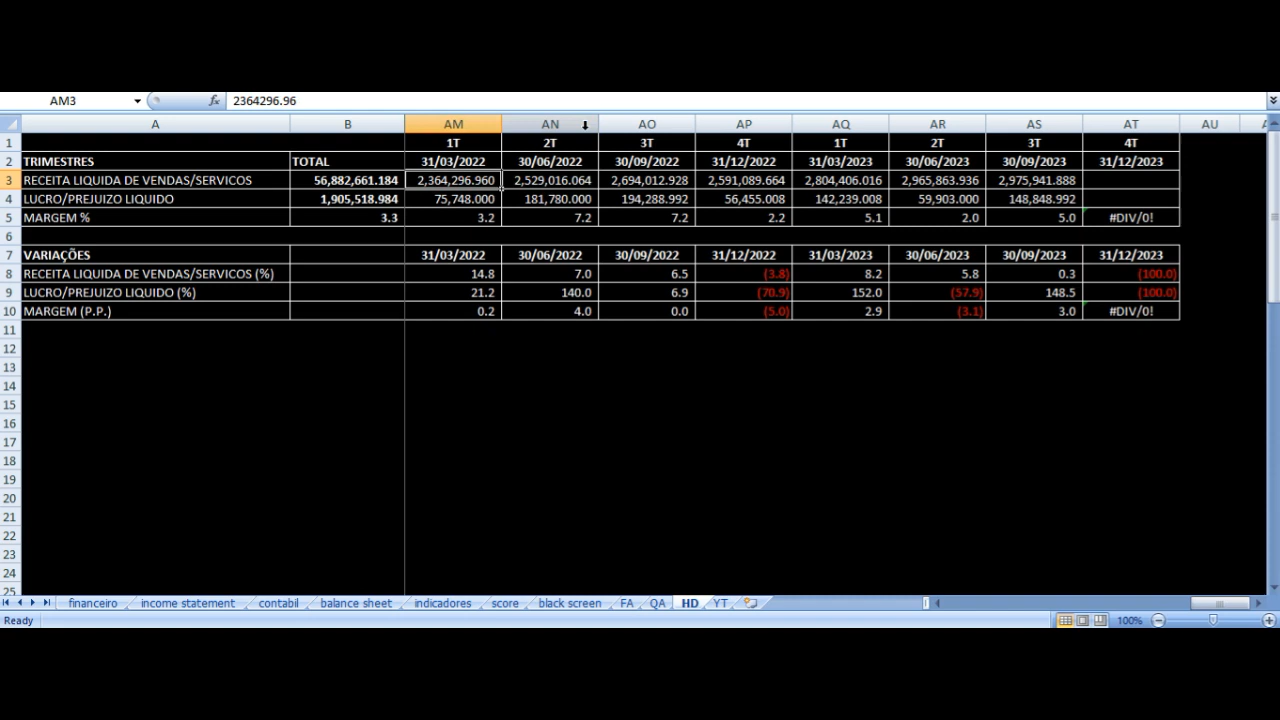 AM3 fx 2364296.96
A B AM AN AO AP AQ AR AS AT AU
1 1T 2T 3T 4T 1T 2T 3T 4T
2 TRIMESTRES TOTAL 31/03/2022 30/06/2022 30/09/2022 31/12/2022 31/03/2023 30/06/2023 30/09/2023 31/12/2023
3 RECEITA LIQUIDA DE VENDAS/SERVICOS 56,882,661.184 2,364,296.960 2,529,016.064 2,694,012.928 2,591,089.664 2,804,406.016 2,965,863.936 2,975,941.888
4 LUCRO/PREJUIZO LIQUIDO 1,905,518.984 75,748.000 181,780.000 194,288.992 56,455.008 142,239.008 59,903.000 148,848.992
5 MARGEM % 3.3 3.2 7.2 7.2 2.2 5.1 2.0 5.0 #DIV/0!
6
7 VARIAÇÕES 31/03/2022 30/06/2022 30/09/2022 31/12/2022 31/03/2023 30/06/2023 30/09/2023 31/12/2023
8 RECEITA LIQUIDA DE VENDAS/SERVICOS (%) 14.8 7.0 6.5 (3.8) 8.2 5.8 0.3 (100.0)
9 LUCRO/PREJUIZO LIQUIDO (%) 21.2 140.0 6.9 (70.9) 152.0 (57.9) 148.5 (100.0)
10 MARGEM (P.P.) 0.2 4.0 0.0 (5.0) 2.9 (3.1) 3.0 #DIV/0!
11
12
13
14
15
16
17
18
19
20
21
22
23
24
25
financeiro income statement contabil balance sheet indicadores score black screen FA QA HD YT
Ready 100%